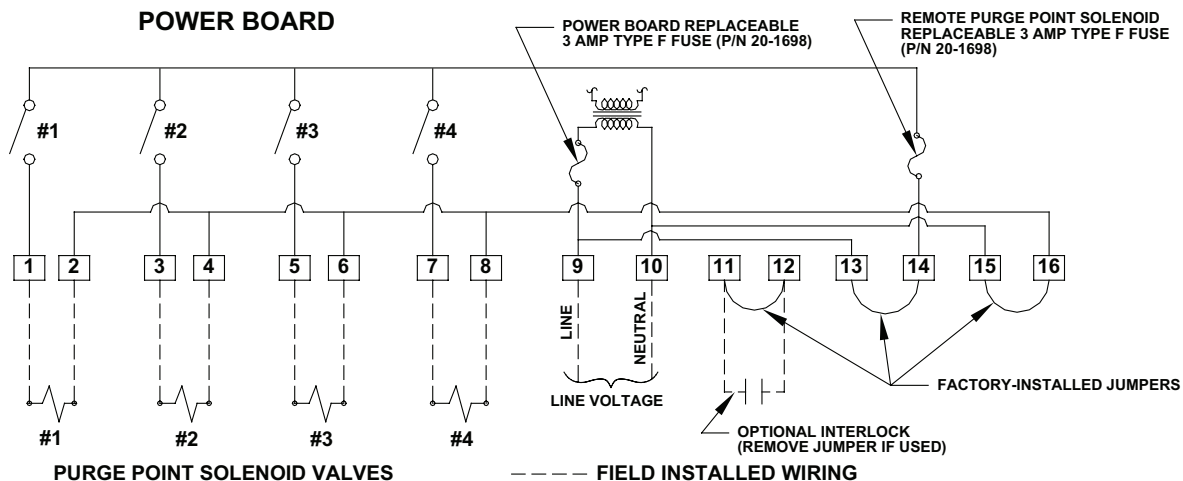 POWER BOARD
POWER BOARD REPLACEABLE
3 AMP TYPE F FUSE (P/N 20-1698)
REMOTE PURGE POINT SOLENOID
REPLACEABLE 3 AMP TYPE F FUSE
(P/N 20-1698)
#1 #2 #3 #4
1 2 3 4 5 6 7 8 9 10 11 12 13 14 15 16
LINE
NEUTRAL
LINE VOLTAGE
FACTORY-INSTALLED JUMPERS
OPTIONAL INTERLOCK
(REMOVE JUMPER IF USED)
#1 #2 #3 #4
PURGE POINT SOLENOID VALVES
FIELD INSTALLED WIRING